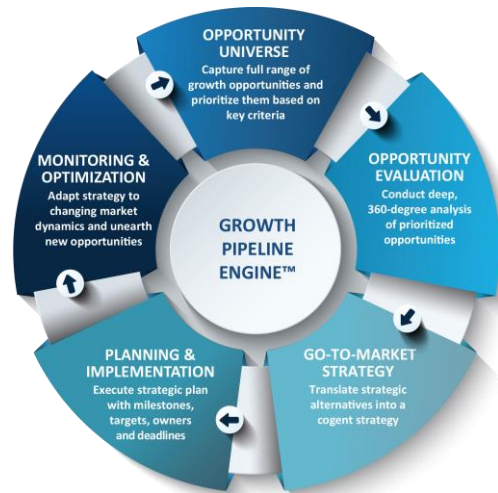 OPPORTUNITY
UNIVERSE
Capture full range of
growth opportunities and
prioritize them based on
key criteria
OPPORTUNITY
EVALUATION
Conduct deep,
360-degree analysis
of prioritized
opportunities
GO-TO-MARKET
STRATEGY
Translate strategic
alternatives into a
cogent strategy
PLANNING &
IMPLEMENTATION
Execute strategic plan
with milestones,
targets, owners
and deadlines
MONITORING &
OPTIMIZATION
Adapt strategy to
changing market
dynamics and unearth
new opportunities
GROWTH
PIPELINE
ENGINE™